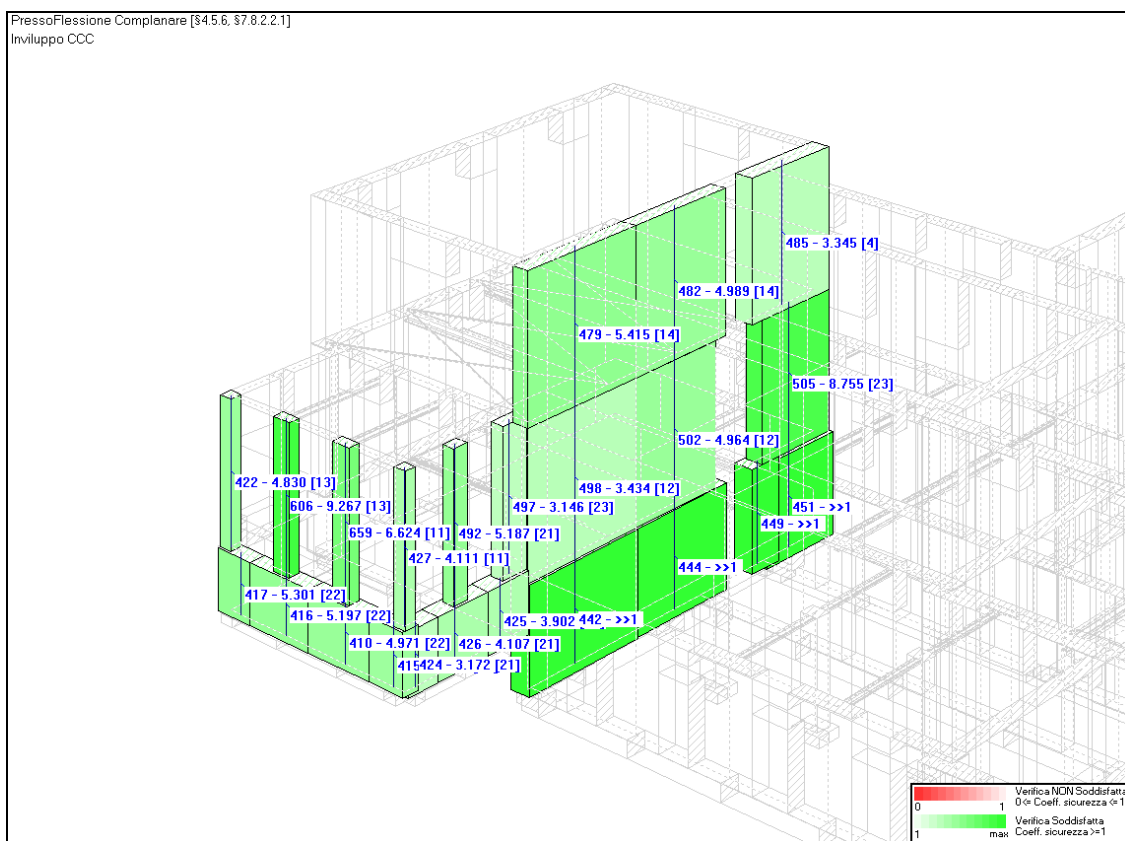 PressoFlessione Complanare [§4.5.6, §7.8.2.2.1]
Inviluppo CCC
485 - 3.345 [4]
482 - 4.989 [14]
479 - 5.415 [14]
505 - 8.755 [23]
422 - 4.830 [13]
502 - 4.964 [12]
498 - 3.434 [12]
606 - 9.267 [13]
497 - 3.146 [23]
451 - >>1
449 - >>1
659 - 6.624 [11]
492 - 5.187 [21]
427 - 4.111 [11]
444 - >>1
417 - 5.301 [22]
416 - 5.197 [22]
425 - 3.902
442 - >>1
410 - 4.971 [22]
426 - 4.107 [21]
415
424 - 3.172 [21]
Verifica NON Soddisfatta
0 <= Coeff. sicurezza <= 1
0 1
Verifica Soddisfatta
Coeff. sicurezza >=1
1 max